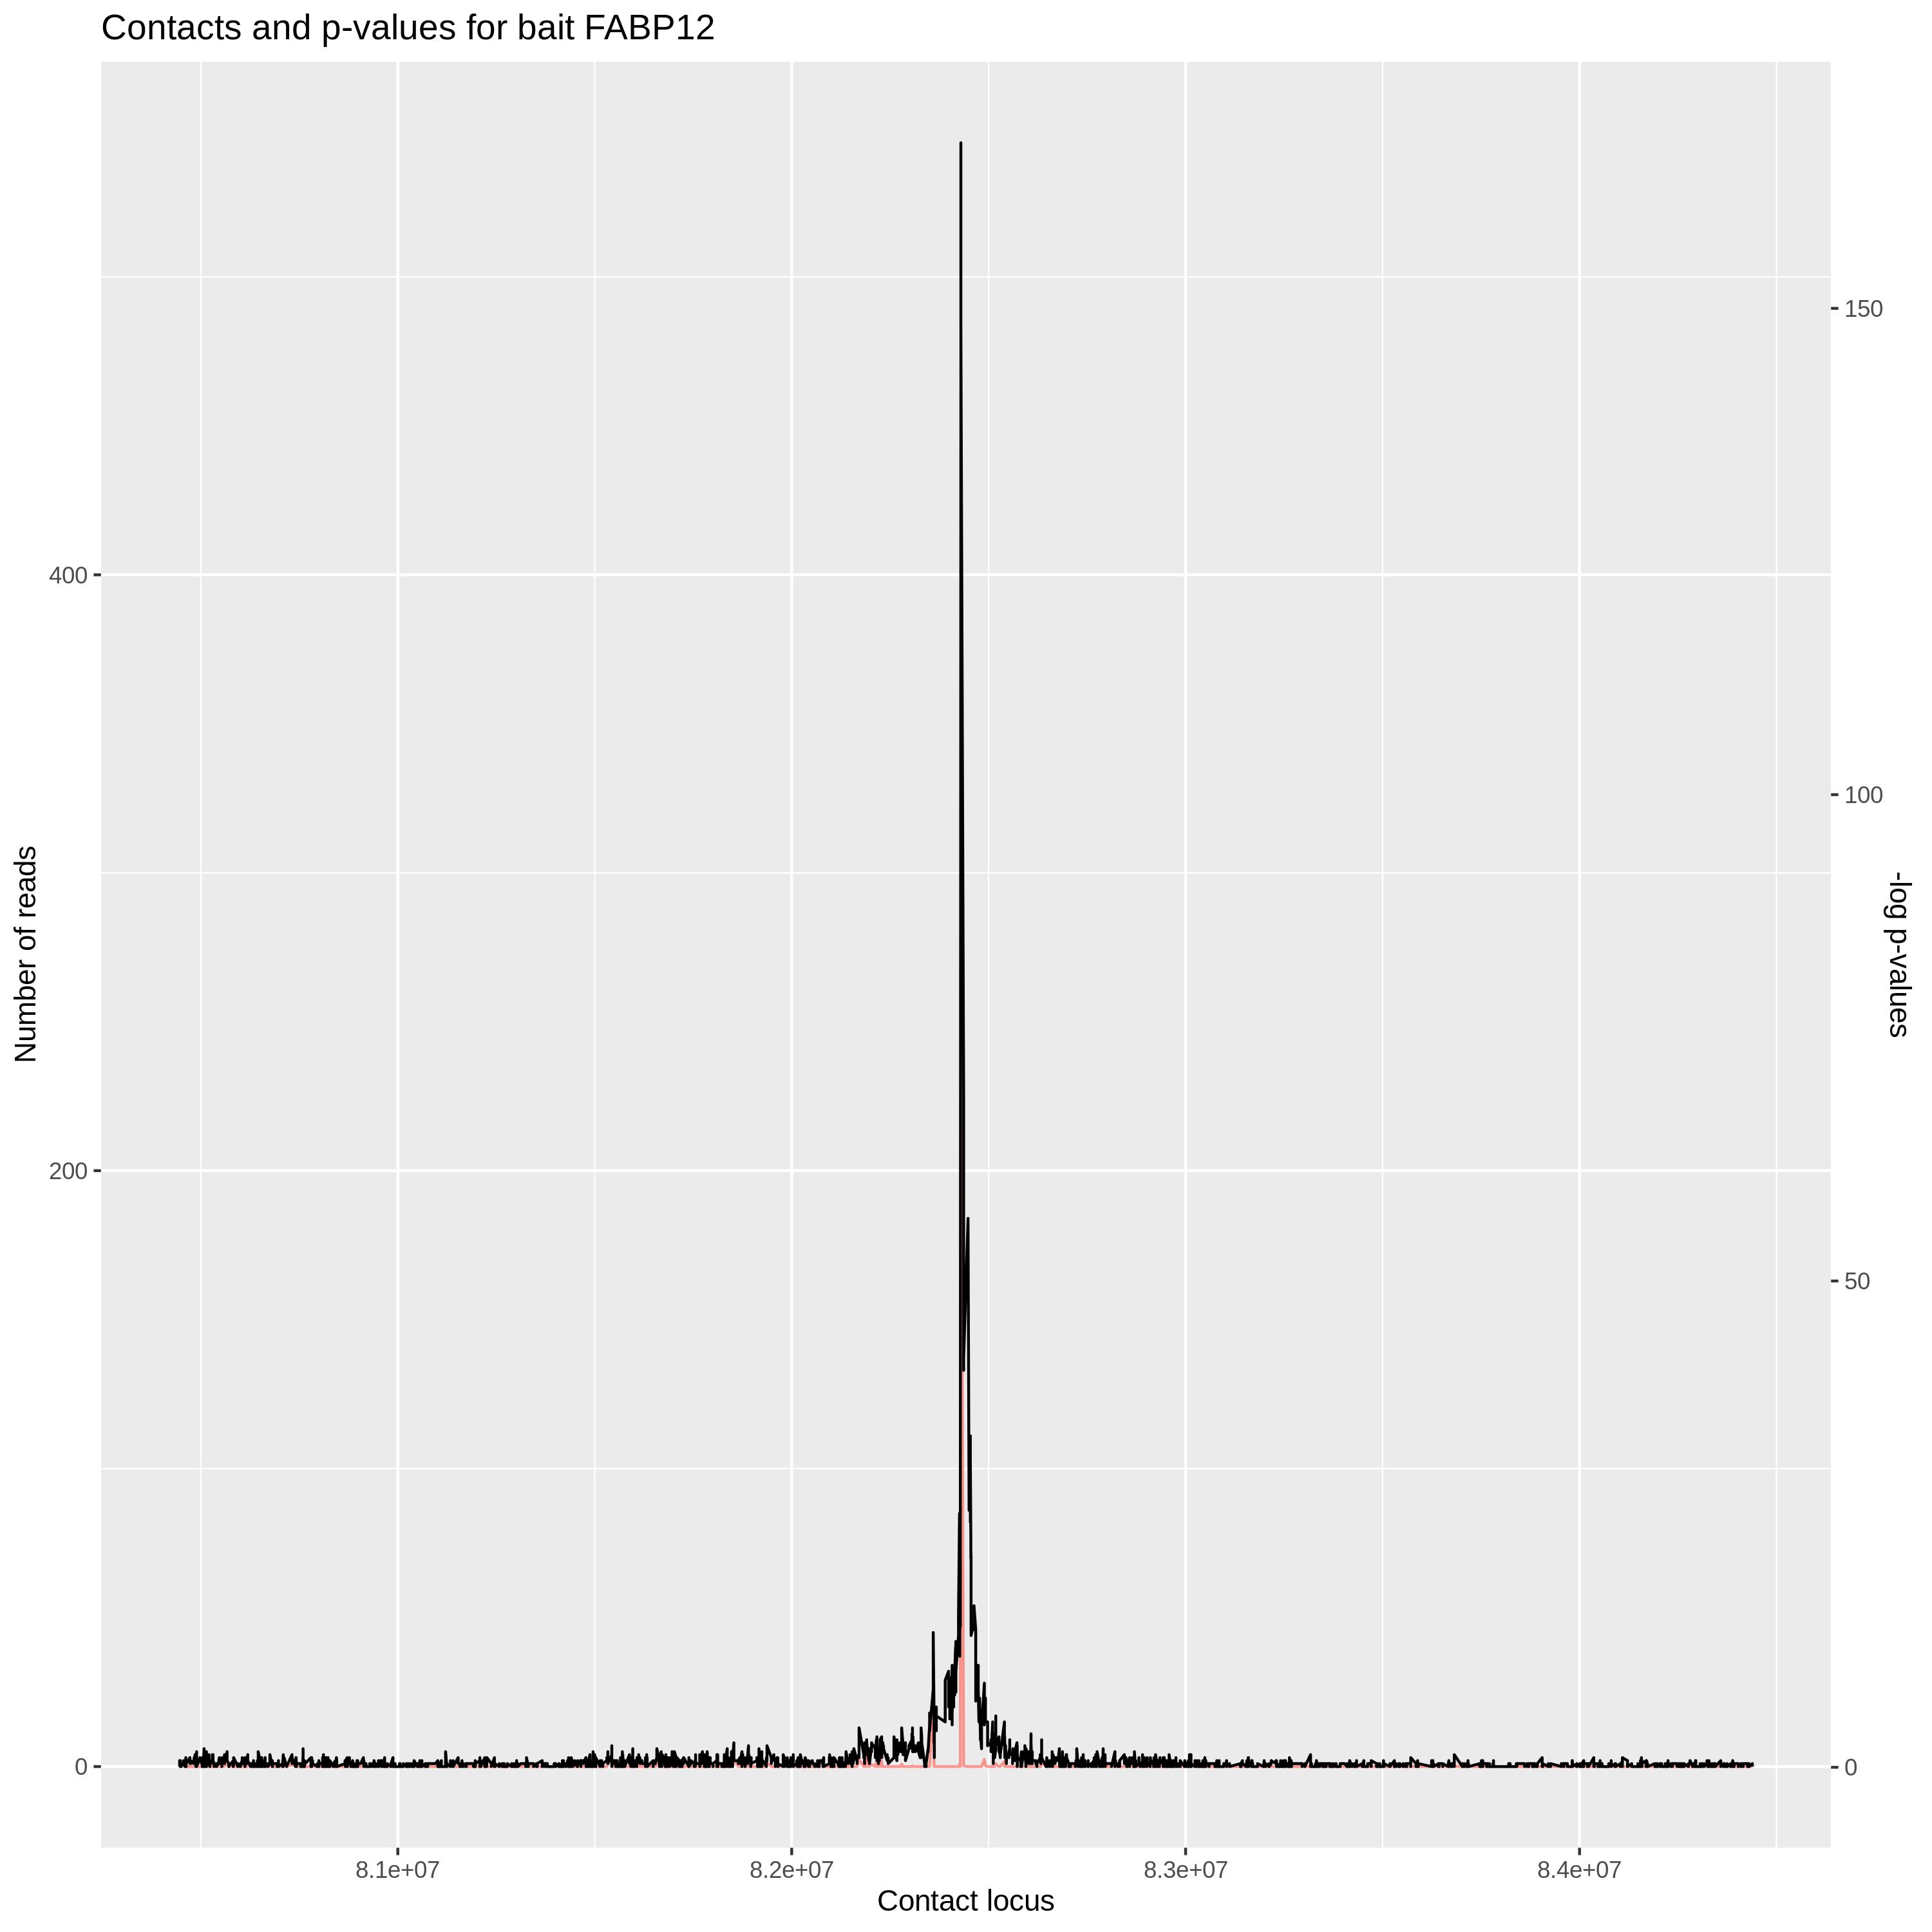 Contacts and p-values for bait FABP12
Number of reads
400
200
0
150
100
50
0
-log p-values
8.1e+07
8.2e+07
8.3e+07
8.4e+07
Contact locus